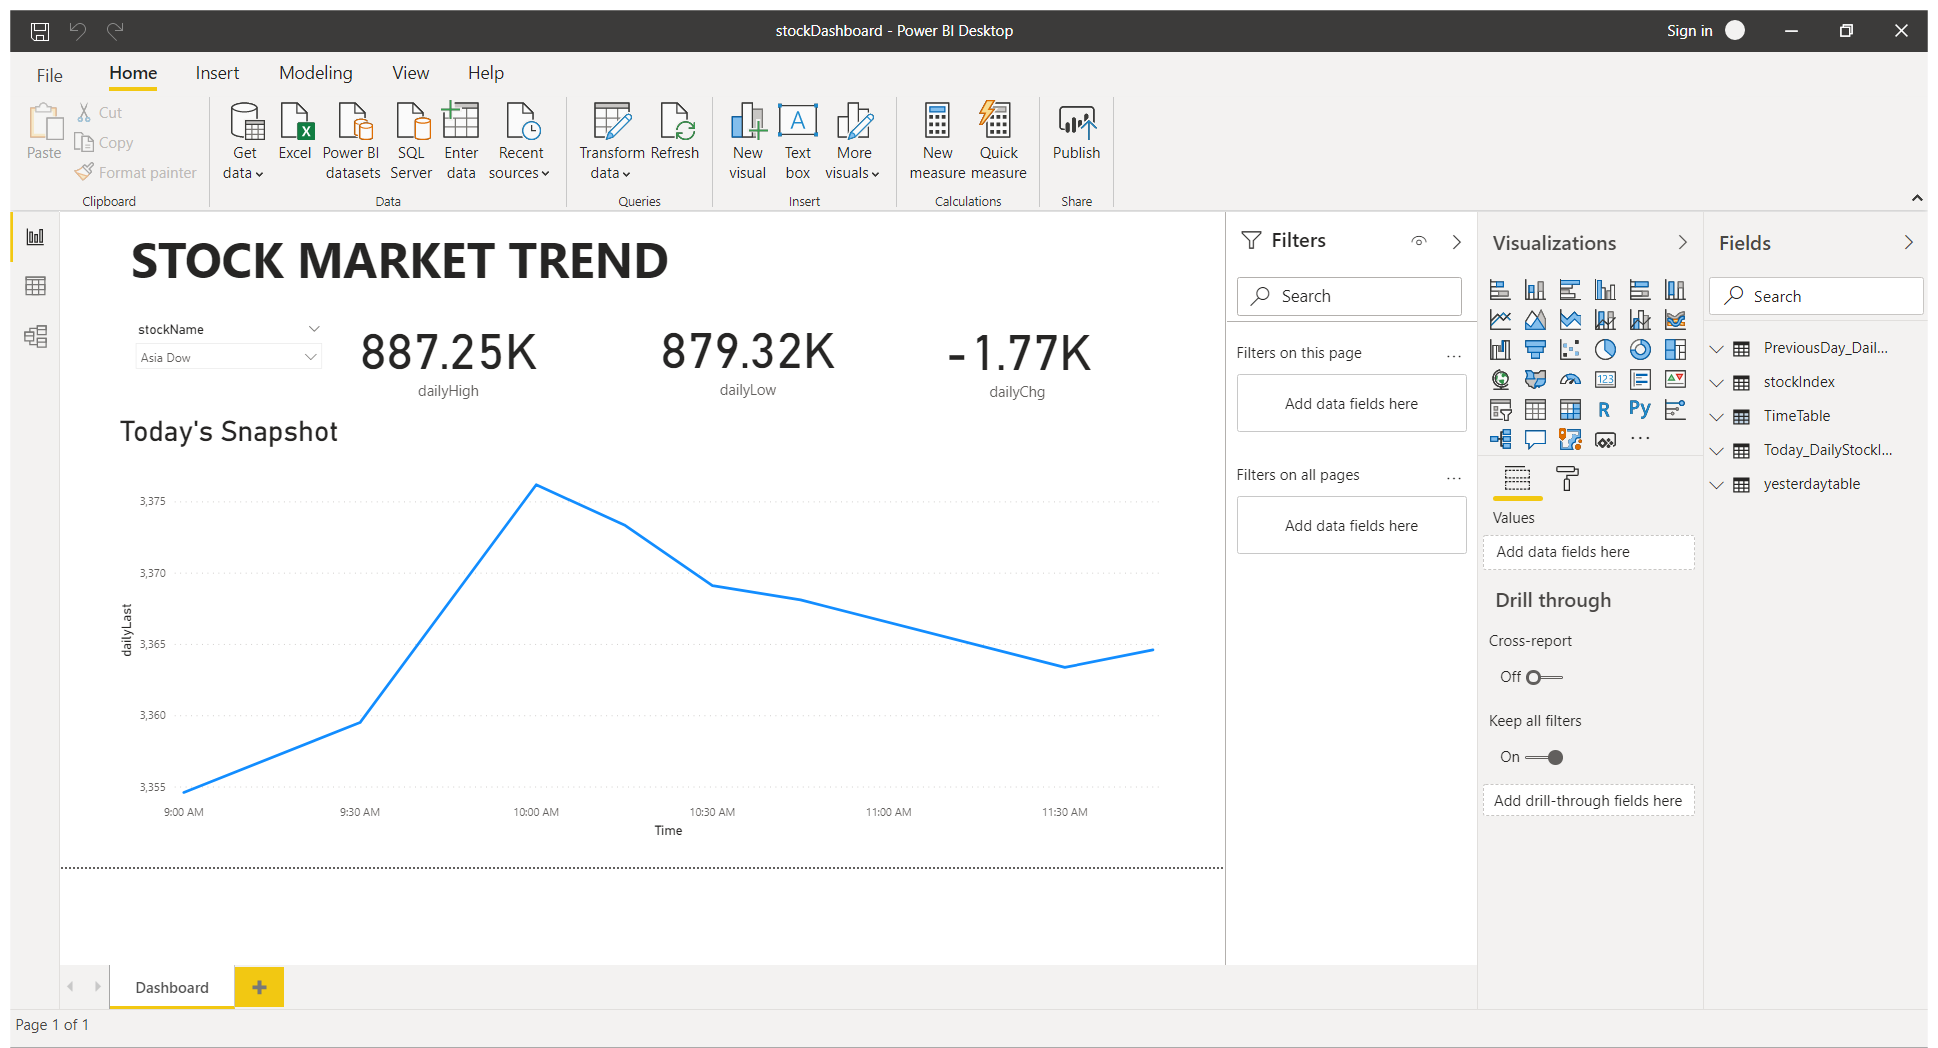 stockDashboard - Power BI Desktop
Sign in
File
Home
Insert
Modeling
View
Help
Paste
Cut
Copy
Format painter
Clipboard
Get data
Excel
Power BI datasets
SQL Server
Enter data
Recent sources
Data
Transform data
Refresh
Queries
New visual
Text box
More visuals
Insert
New measure
Quick measure
Calculations
Publish
Share
STOCK MARKET TREND
stockName
Asia Dow
887.25K
dailyHigh
879.32K
dailyLow
-1.77K
dailyChg
Today's Snapshot
3,375
3,370
3,365
3,360
3,355
dailyLast
9:00 AM
9:30 AM
10:00 AM
10:30 AM
11:00 AM
11:30 AM
Time
Filters
Search
Filters on this page
...
Add data fields here
Filters on all pages
...
Add data fields here
Visualizations
123
R
Py
...
Values
Add data fields here
Drill through
Cross-report
Off
Keep all filters
On
Add drill-through fields here
Fields
Search
PreviousDay_Dail...
stockIndex
TimeTable
Today_DailyStockI...
yesterdaytable
Dashboard
Page 1 of 1